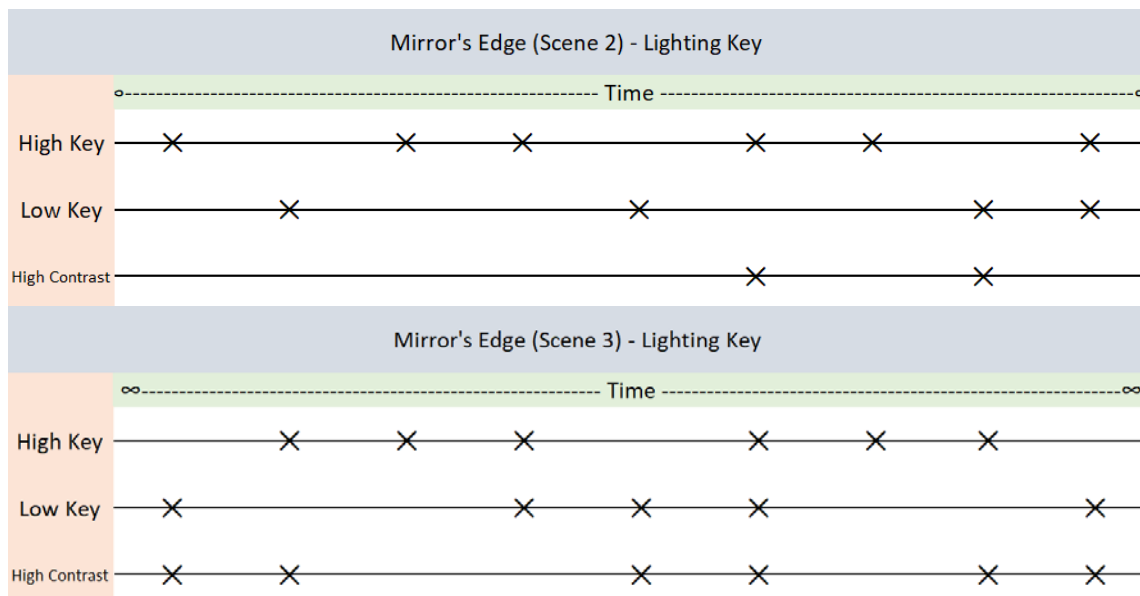 Mirror's Edge (Scene 2) - Lighting Key
Time
High Key
Low Key
High Contrast
Mirror's Edge (Scene 3) - Lighting Key
∞ Time ∞
High Key
Low Key
High Contrast